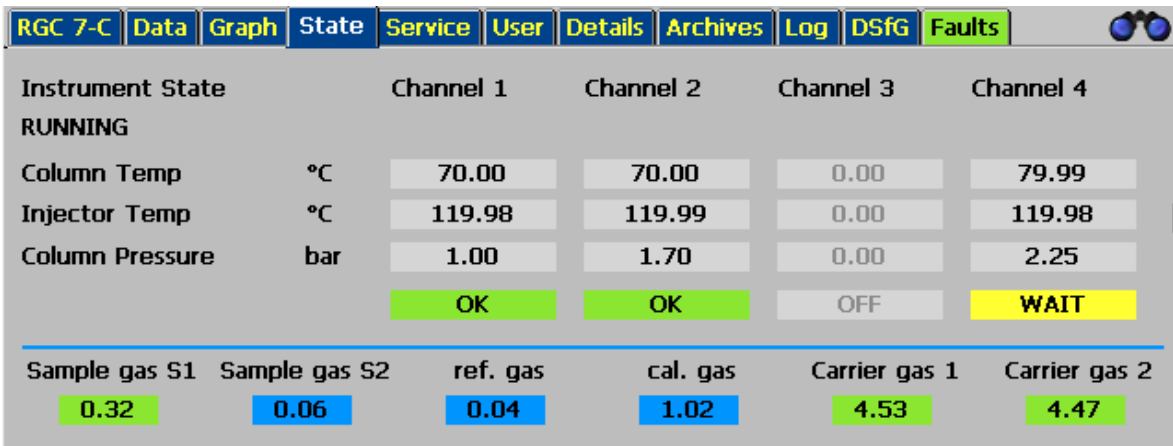 RGC 7-C Data Graph State Service User Details Archives Log DSfG Faults
Instrument State Channel 1 Channel 2 Channel 3 Channel 4
RUNNING
Column Temp °C 70.00 70.00 0.00 79.99
Injector Temp °C 119.98 119.99 0.00 119.98
Column Pressure bar 1.00 1.70 0.00 2.25
OK OK OFF WAIT
Sample gas S1 Sample gas S2 ref. gas cal. gas Carrier gas 1 Carrier gas 2
0.32 0.06 0.04 1.02 4.53 4.47